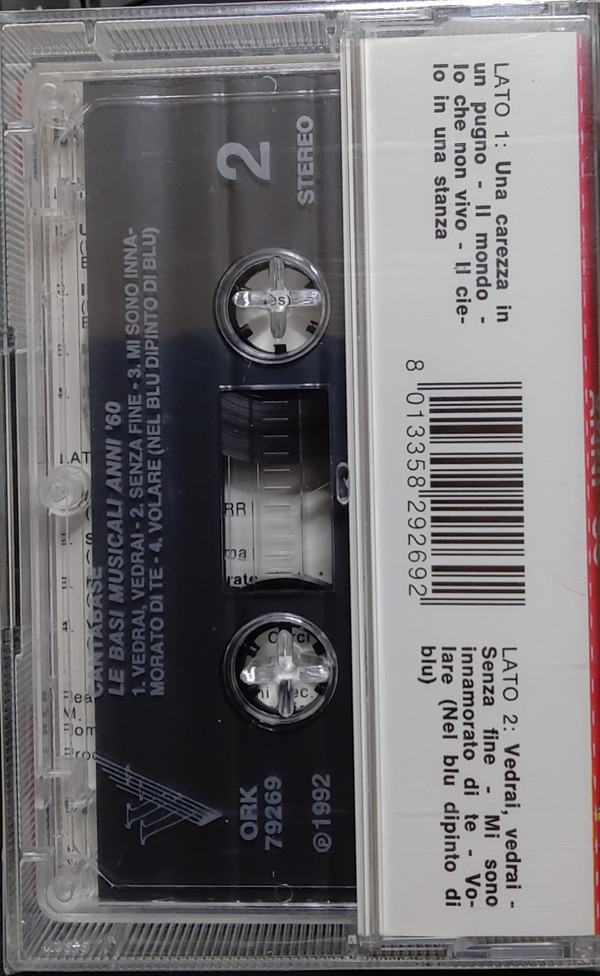 2
STEREO
CANTABASE
LE BASI MUSICALI ANNI '60
1. VEDRAI, VEDRAI - 2. SENZA FINE - 3. MI SONO INNA-
MORATO DI TE - 4. VOLARE (NEL BLU DIPINTO DI BLU)
ORK
79269
©1992
LATO 1: Una carezza in
un pugno - Il mondo -
Io che non vivo - Il cie-
lo in una stanza
8 013358 292692
LATO 2: Vedrai, vedrai -
Senza fine - Mi sono
innamorato di te - Vo-
lare (Nel blu dipinto di
blu)